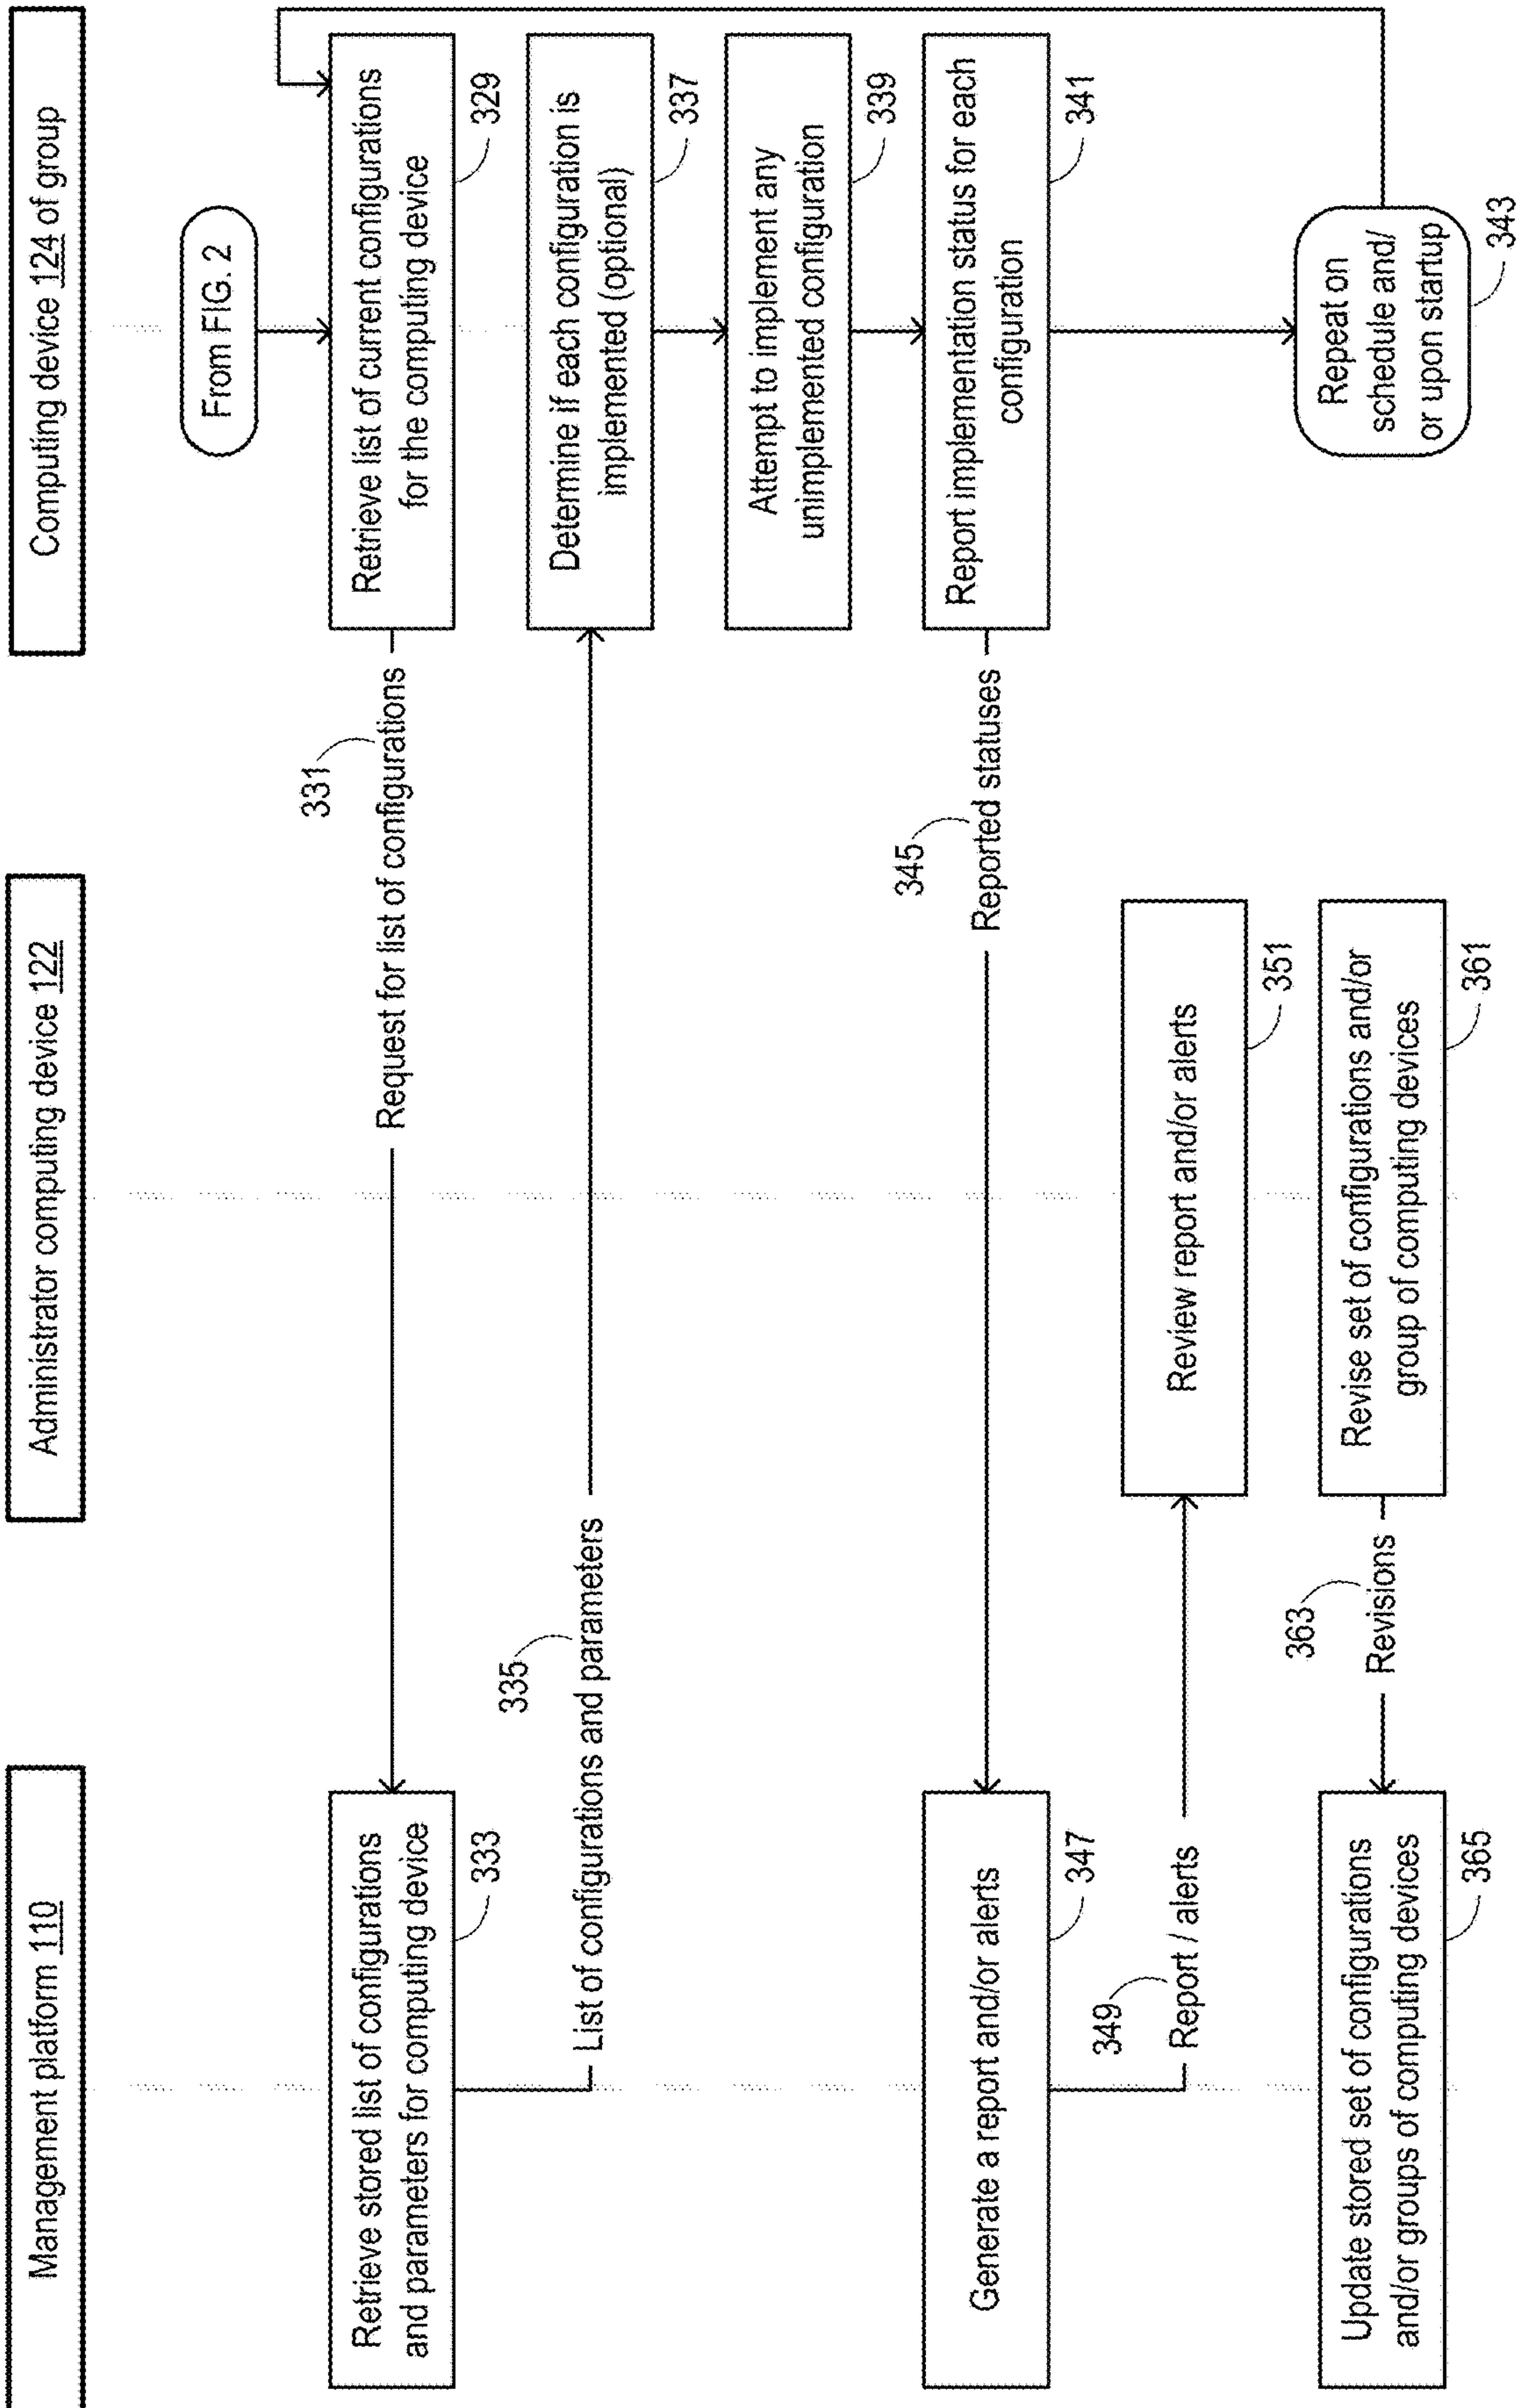 Management platform 110
Administrator computing device 122
Computing device 124 of group
From FIG. 2
Retrieve list of current configurations
for the computing device
329
331
Request for list of configurations
Retrieve stored list of configurations
and parameters for computing device
333
335
List of configurations and parameters
Determine if each configuration is
implemented (optional)
337
Attempt to implement any
unimplemented configuration
339
Report implementation status for each
configuration
341
345
Reported statuses
Generate a report and/or alerts
347
349
Report / alerts
Review report and/or alerts
351
Repeat on
schedule and/
or upon startup
343
Revise set of configurations and/or
group of computing devices
361
363
Revisions
Update stored set of configurations
and/or groups of computing devices
365